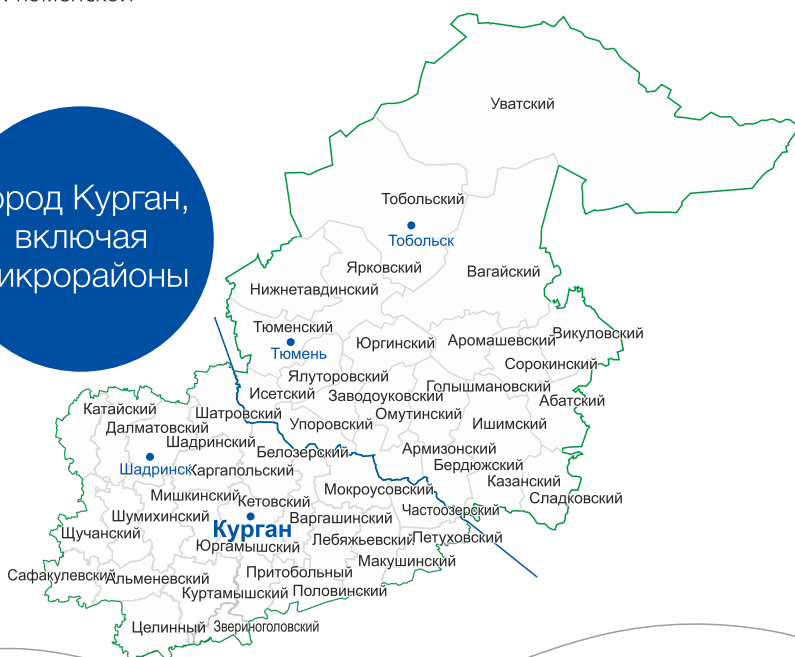 ород Курган,
включая
икрорайоны
Уватский
Тобольский
Тобольск
Ярковский
Вагайский
Нижнетавдинский
Тюменский
Тюмень
Юргинский
Аромашевский
Викуловский
Сорокинский
Ялуторовский
Исетский
Заводоуковский
Голышмановский
Абатский
Омутинский
Упоровский
Ишимский
Армизонский
Бердюжский
Казанский
Сладковский
Катайский
Далматовский
Шатровский
Шадринский
Белозерский
Шадринск
Каргапольский
Мишкинский
Кетовский
Мокроусовский
Частоозерский
Шумихинский
Курган
Варгашинский
Щучанский
Юргамышский
Лебяжьевский
Петуховский
Макушинский
Сафакулевский
Альменевский
Притобольный
Куртамышский
Половинский
Целинный
Звериноголовский